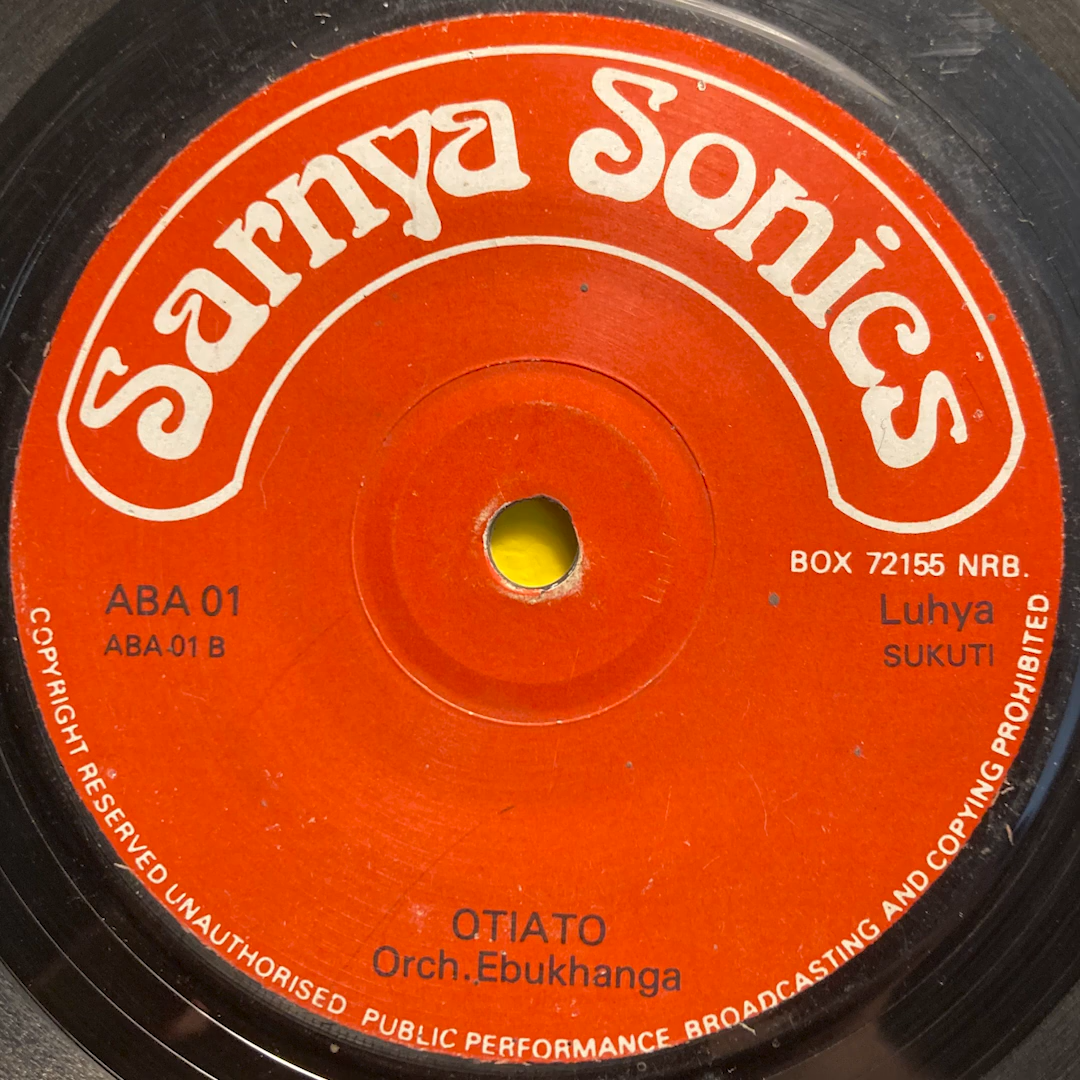 Sarnya Sonics
BOX 72155 NRB.
ABA 01
ABA-01 B
Luhya
SUKUTI
OTIATO
Orch.Ebukhanga
COPYRIGHT RESERVED UNAUTHORISED PUBLIC PERFORMANCE BROADCASTING AND COPYING PROHIBITED